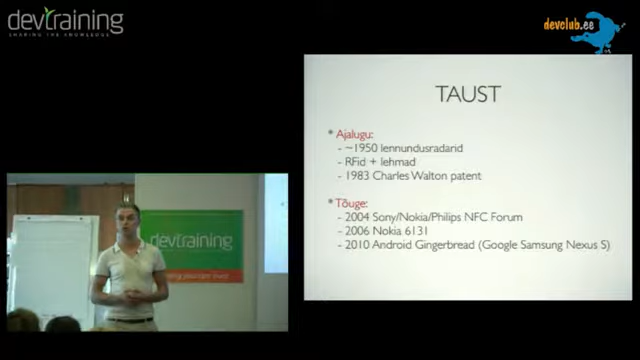 devtraining
SHARING THE KNOWLEDGE
devclub.ee
TAUST
* Ajalugu:
- ~1950 lennundusradarid
- RFid + lehmad
- 1983 Charles Walton patent
* Tõuge:
- 2004 Sony/Nokia/Philips NFC Forum
- 2006 Nokia 6131
- 2010 Android Gingerbread (Google Samsung Nexus S)
devtraining